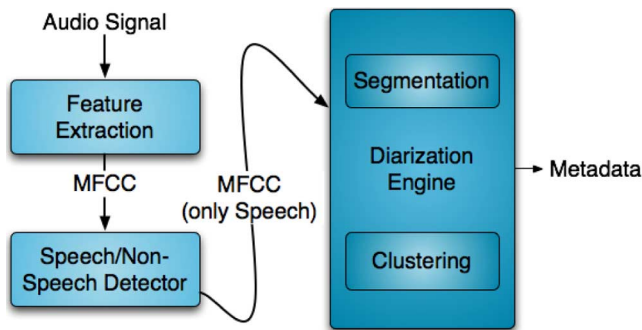 Audio Signal
Feature
Extraction
MFCC
Speech/Non-
Speech Detector
MFCC
(only Speech)
Segmentation
Diarization
Engine
Clustering
Metadata